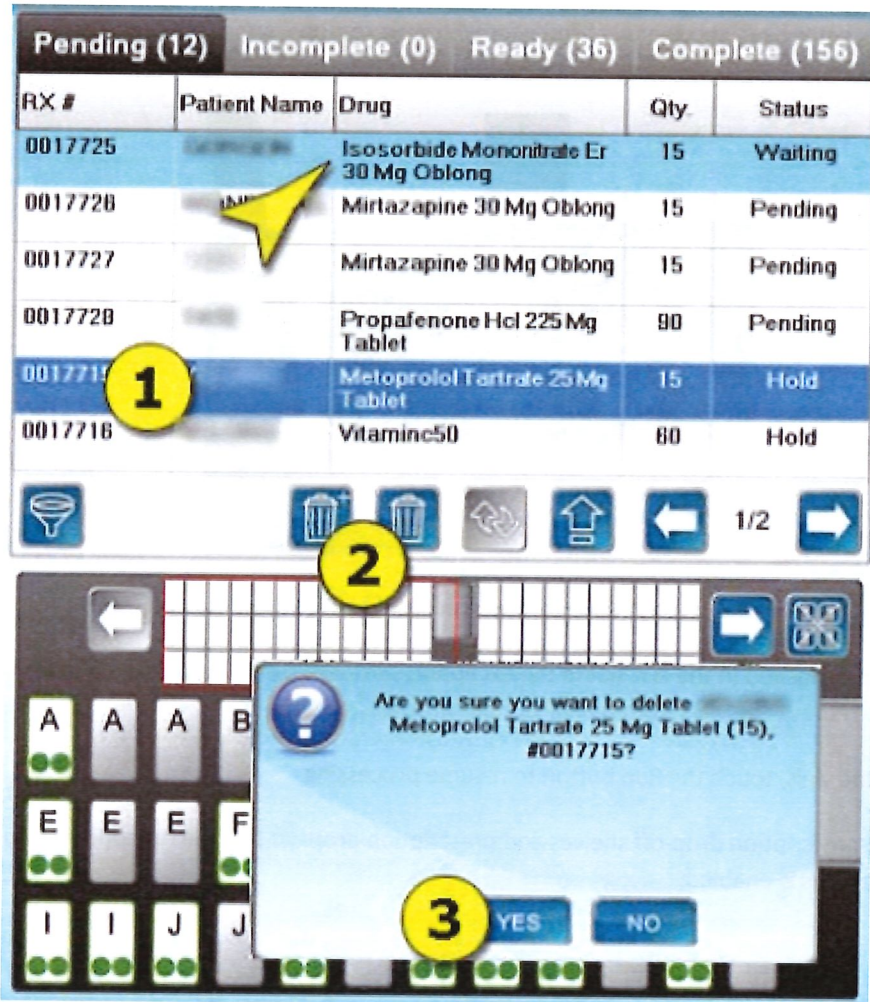 Pending (12) Incomplete (0) Ready (36) Complete (156)
RX # Patient Name Drug Qty. Status
0017725 Isosorbide Mononitrate Er 15 Waiting
30 Mg Oblong
0017726 Mirtazapine 30 Mg Oblong 15 Pending
0017727 Mirtazapine 30 Mg Oblong 15 Pending
0017728 Propafenone Hcl 225 Mg 90 Pending
Tablet
1 Metoprolol Tartrate 25 Mg 15 Hold
Tablet
0017716 Vitaminc50 60 Hold
1/2
2
Are you sure you want to delete
Metoprolol Tartrate 25 Mg Tablet (15),
#0017715?
A A A B
E E E F
3 YES NO
I I J J